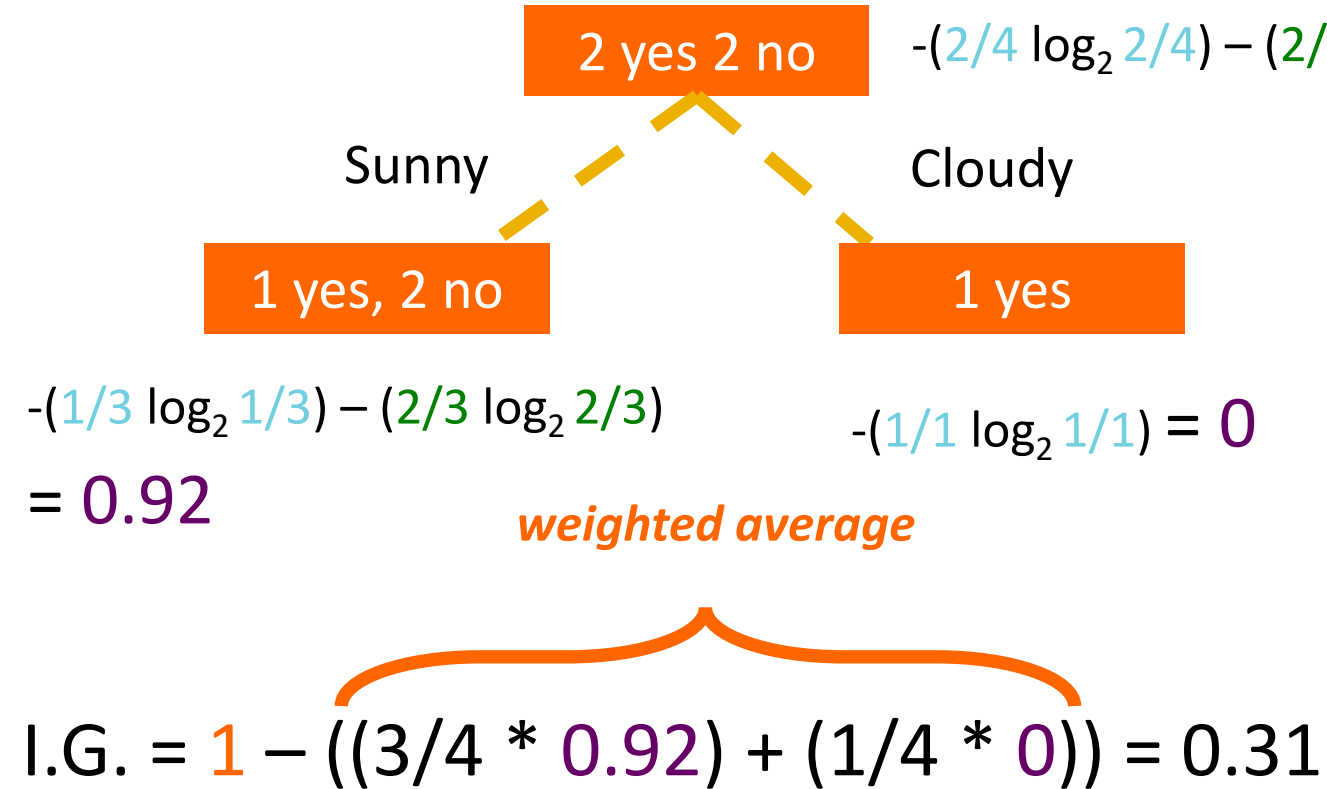 2 yes 2 no
-(2/4 log₂ 2/4) – (2/
Sunny
Cloudy
1 yes, 2 no
1 yes
-(1/3 log₂ 1/3) – (2/3 log₂ 2/3)
= 0.92
-(1/1 log₂ 1/1) = 0
weighted average
I.G. = 1 – ((3/4 * 0.92) + (1/4 * 0)) = 0.31